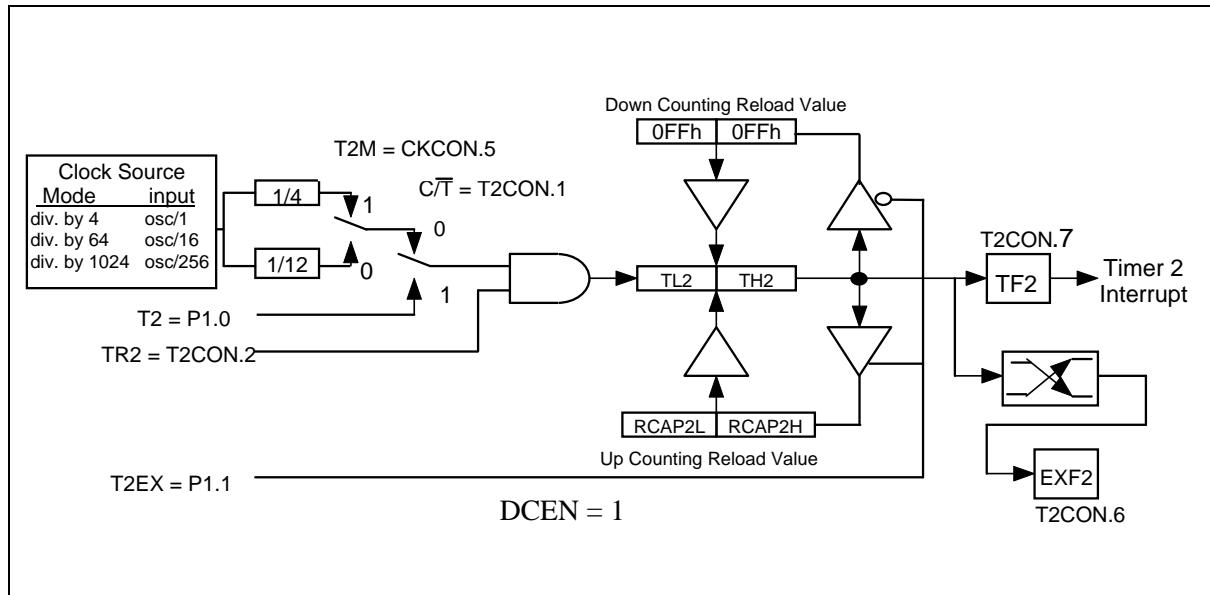 Down Counting Reload Value
0FFh 0FFh
T2M = CKCON.5
C/T̅ = T2CON.1
Clock Source
Mode input
div. by 4 osc/1
div. by 64 osc/16
div. by 1024 osc/256
1/4
1
0
1/12
0
1
T2CON.7
TF2
Timer 2
Interrupt
TL2 TH2
T2 = P1.0
TR2 = T2CON.2
RCAP2L RCAP2H
Up Counting Reload Value
T2EX = P1.1
EXF2
T2CON.6
DCEN = 1